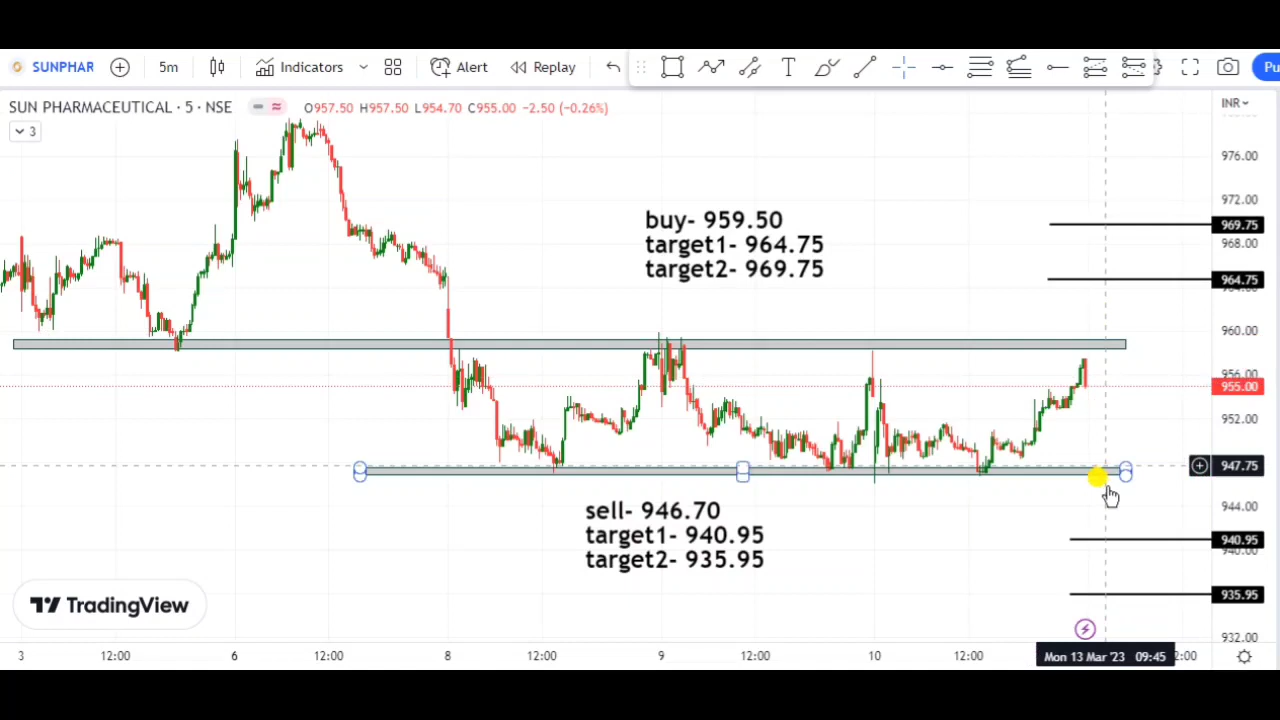 SUNPHAR 5m Indicators Alert Replay Pu
SUN PHARMACEUTICAL · 5 · NSE O957.50 H957.50 L954.70 C955.00 −2.50 (−0.26%) INR
3
976.00
972.00
buy- 959.50
969.75
target1- 964.75
968.00
target2- 969.75
964.75
960.00
956.00
955.00
952.00
947.75
sell- 946.70
944.00
target1- 940.95
940.95
940.00
target2- 935.95
935.95
TradingView
932.00
3 12:00 6 12:00 8 12:00 9 12:00 10 12:00 Mon 13 Mar '23 09:45 2:00